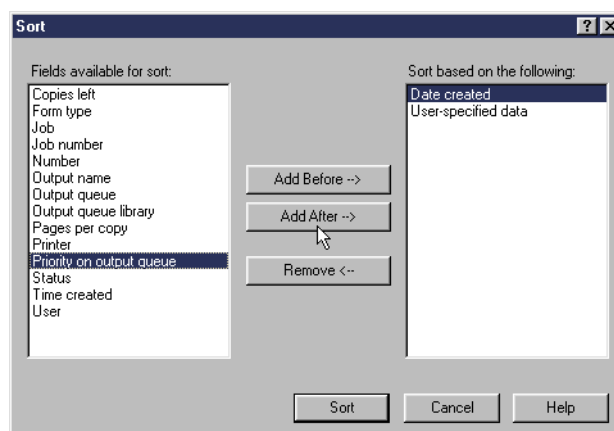 Sort
Fields available for sort:
Copies left
Form type
Job
Job number
Number
Output name
Output queue
Output queue library
Pages per copy
Printer
Priority on output queue
Status
Time created
User
Add Before -->
Add After -->
Remove <--
Sort based on the following:
Date created
User-specified data
Sort
Cancel
Help